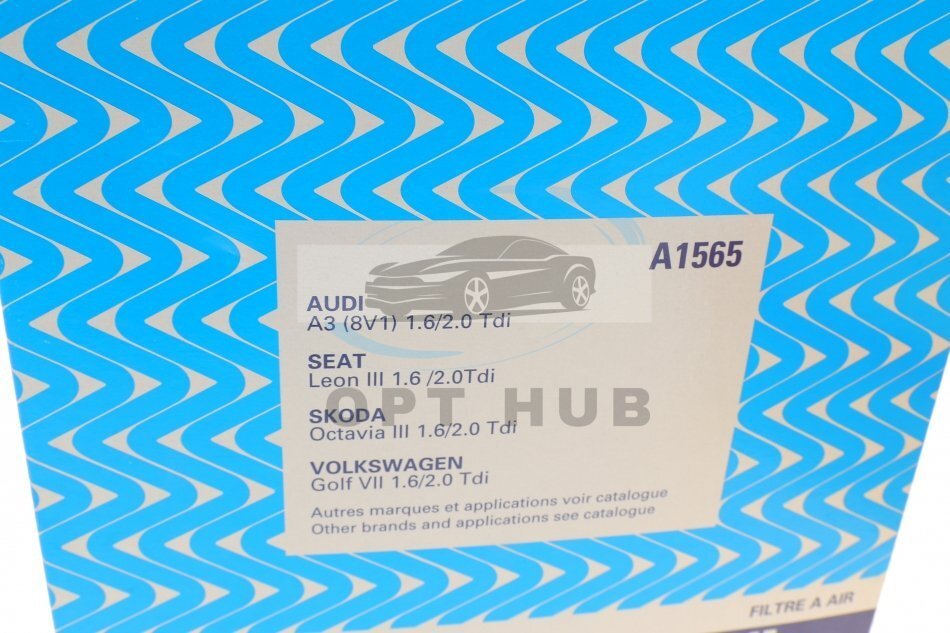 A1565
AUDI
A3 (8V1) 1.6/2.0 Tdi
SEAT
Leon III 1.6 /2.0Tdi
OPT HUB
SKODA
Octavia III 1.6/2.0 Tdi
VOLKSWAGEN
Golf VII 1.6/2.0 Tdi
Autres marques et applications voir catalogue
Other brands and applications see catalogue
FILTRE A AIR